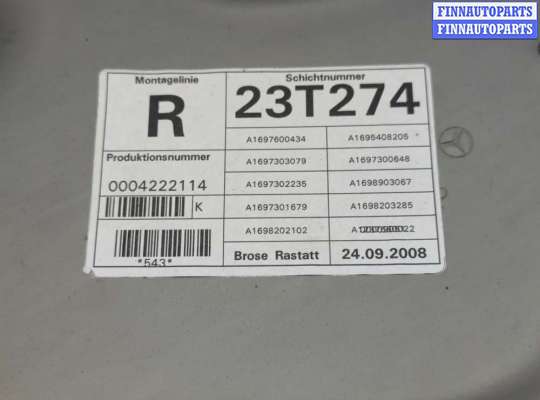 FINNAUTOPARTS
FINNAUTOPARTS
Montagelinie
R
Schichtnummer
23T274
Produktionsnummer
0004222114
K
*543*
A1697600434 A1695408205
A1697303079 A1697300648
A1697302235 A1698903067
A1697301679 A1698203285
A1698202102
Brose Rastatt 24.09.2008